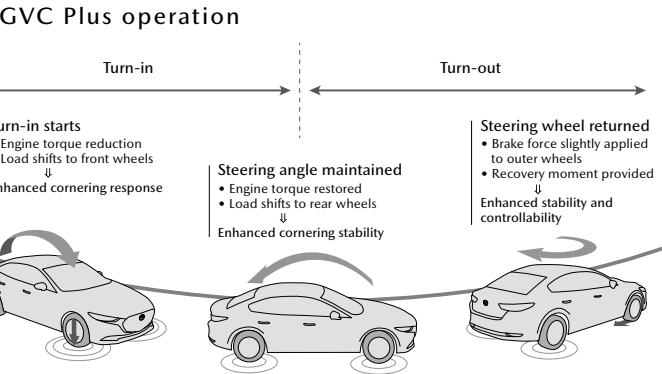 GVC Plus operation
Turn-in
Turn-out
urn-in starts
Engine torque reduction
Load shifts to front wheels
⇓
nhanced cornering response
Steering angle maintained
• Engine torque restored
• Load shifts to rear wheels
⇓
Enhanced cornering stability
Steering wheel returned
• Brake force slightly applied
to outer wheels
• Recovery moment provided
⇓
Enhanced stability and
controllability